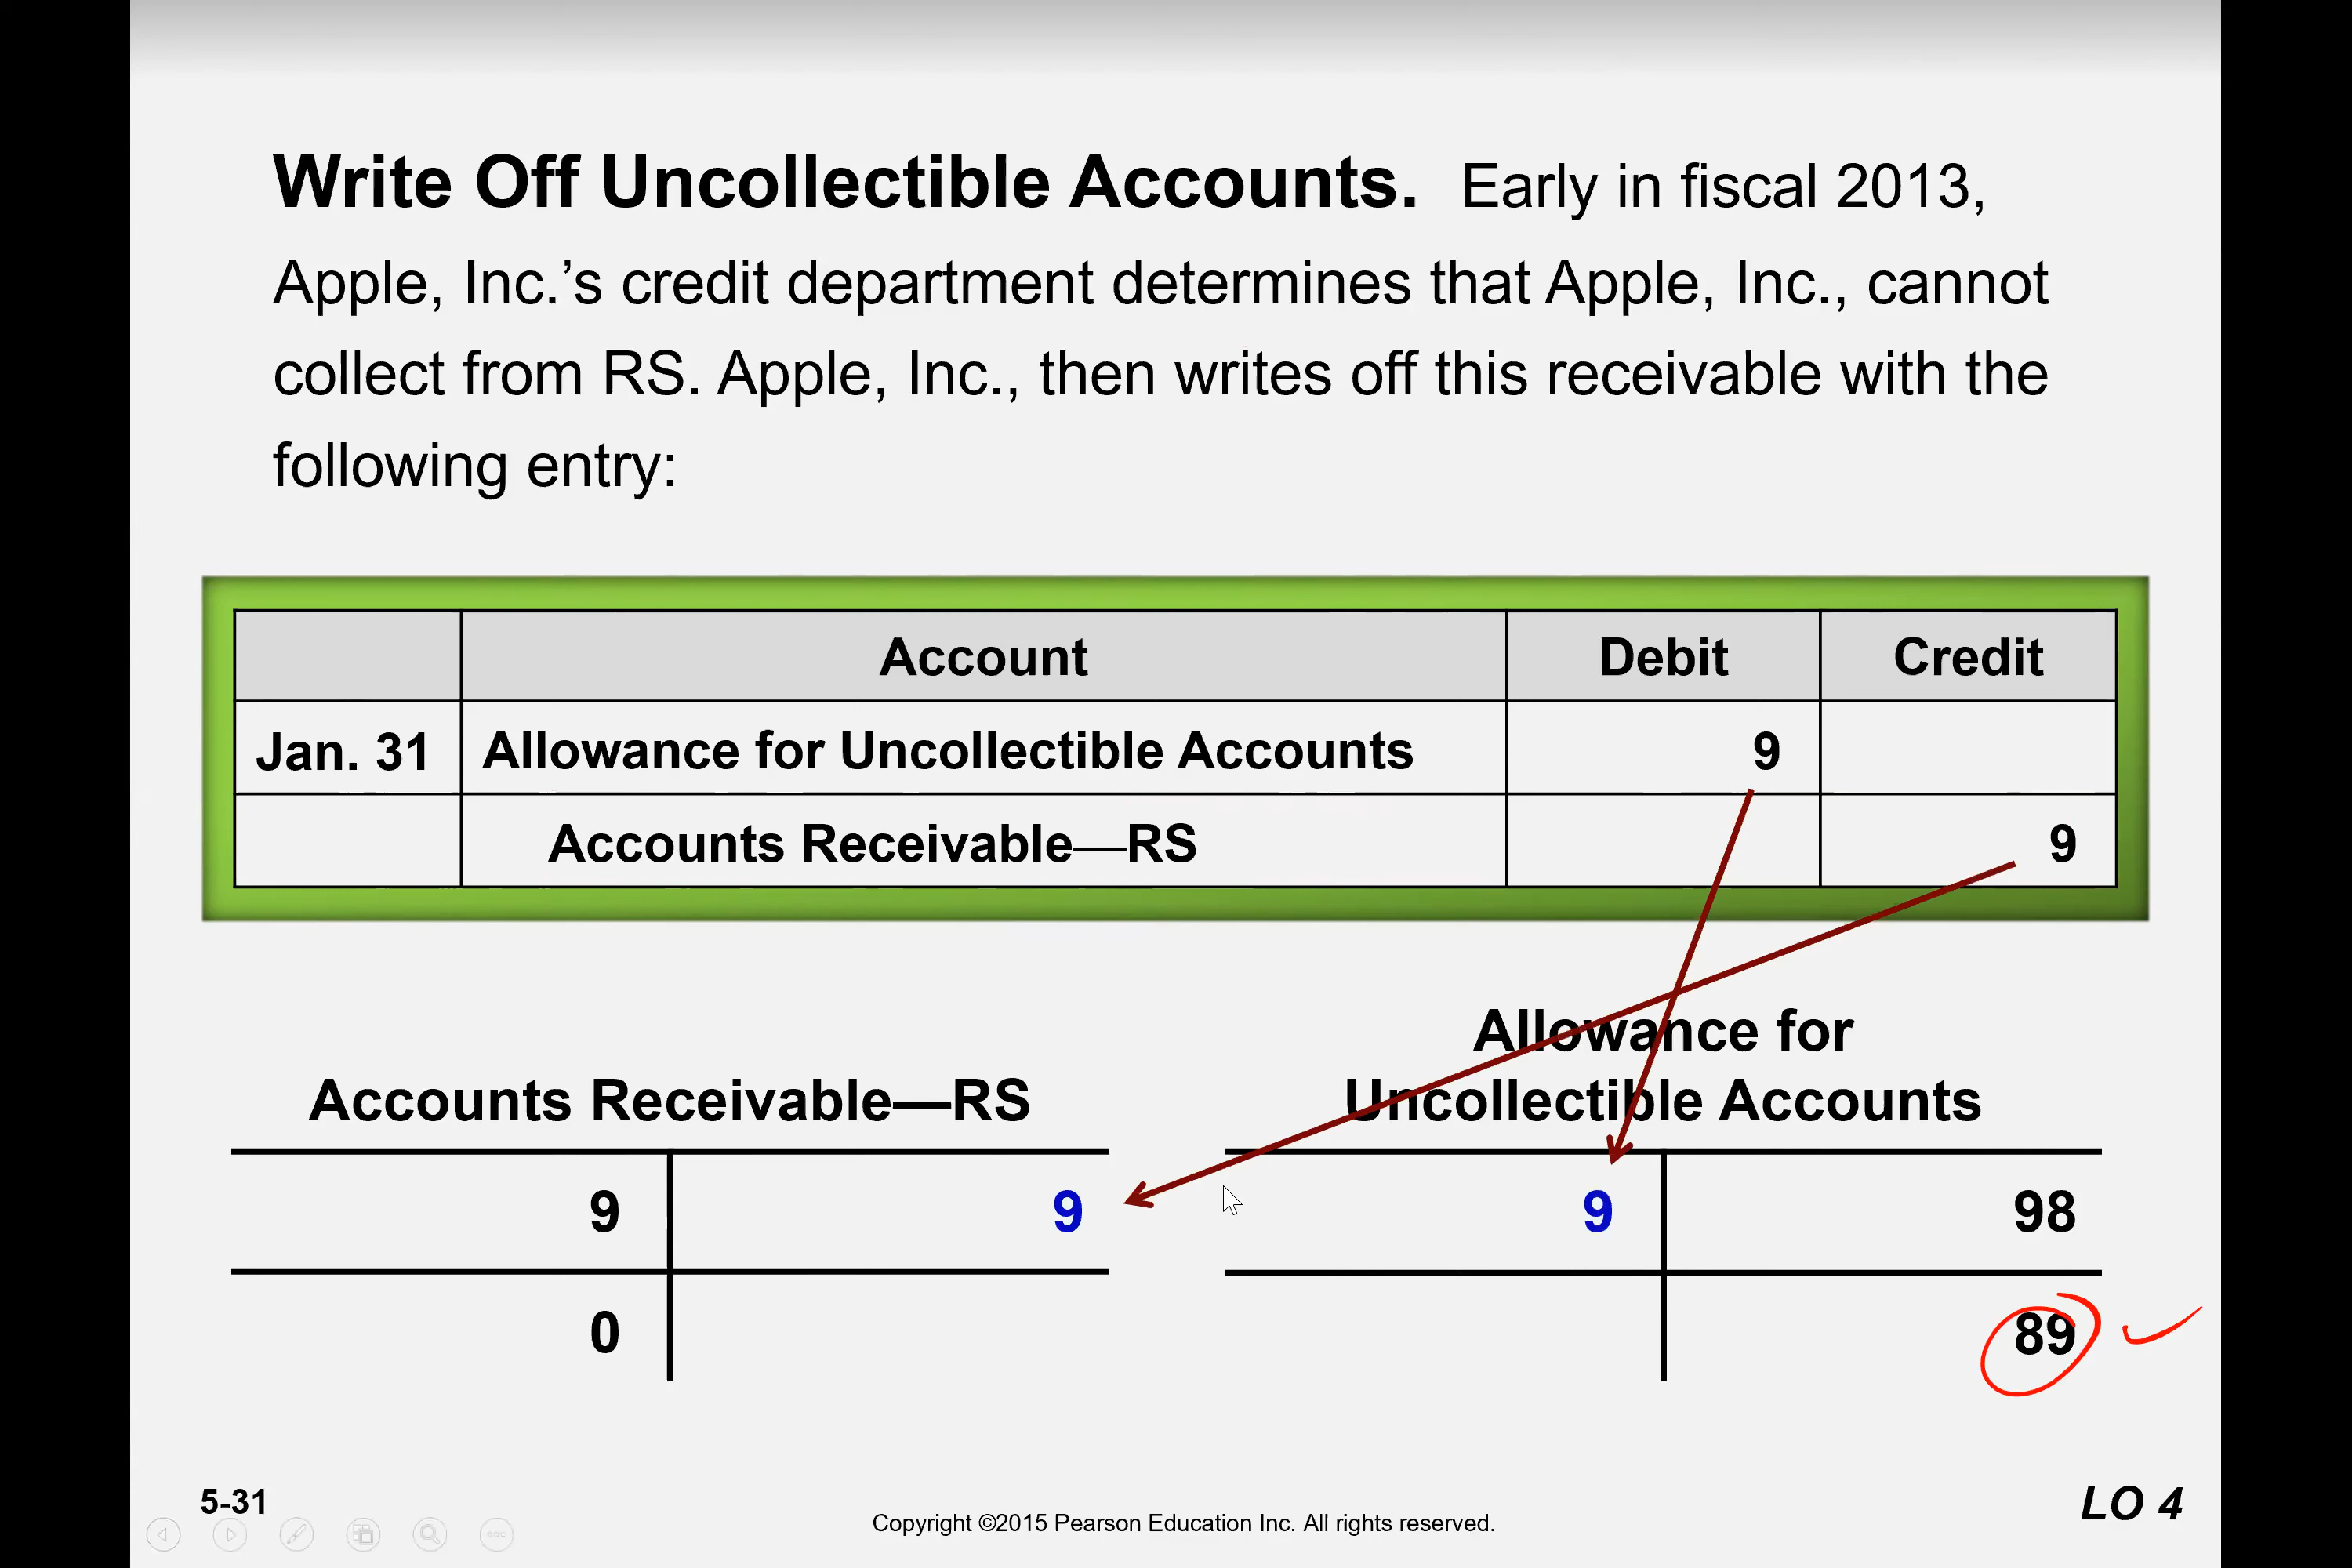 Write Off Uncollectible Accounts. Early in fiscal 2013,
Apple, Inc.’s credit department determines that Apple, Inc., cannot
collect from RS. Apple, Inc., then writes off this receivable with the
following entry:
Account Debit Credit
Jan. 31 Allowance for Uncollectible Accounts 9
Accounts Receivable—RS 9
Allowance for
Accounts Receivable—RS Uncollectible Accounts
9 9 9 98
0 89
5-31
Copyright ©2015 Pearson Education Inc. All rights reserved.
LO 4